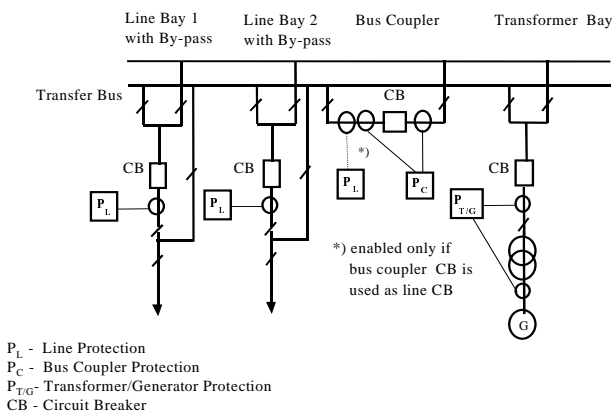 Line Bay 1
with By-pass
Line Bay 2
with By-pass
Bus Coupler
Transformer Bay
Transfer Bus
CB
CB
CB
CB
*)
P_L
P_L
P_L
P_C
P_T/G
*) enabled only if
bus coupler CB is
used as line CB
G
P_L - Line Protection
P_C - Bus Coupler Protection
P_T/G- Transformer/Generator Protection
CB - Circuit Breaker